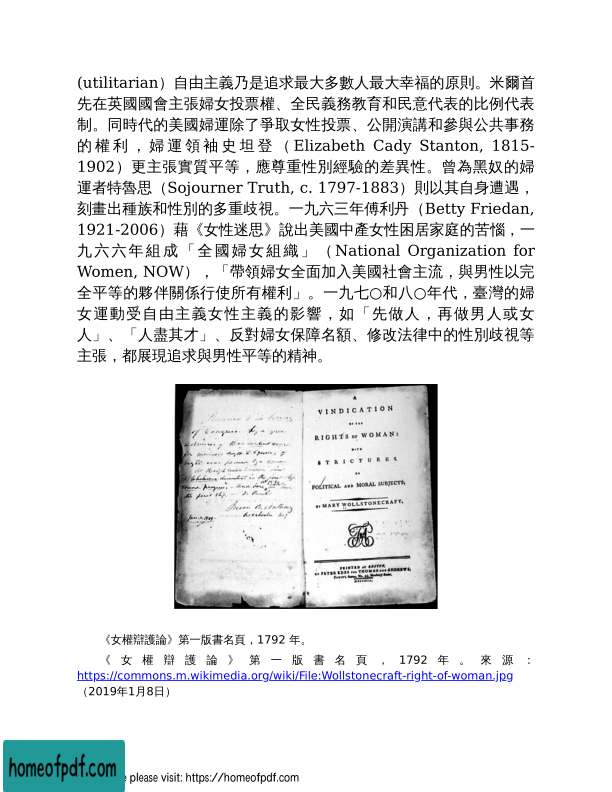 (utilitarian）自由主義乃是追求最大多數人最大幸福的原則。米爾首
先在英國國會主張婦女投票權、全民義務教育和民意代表的比例代表
制。同時代的美國婦運除了爭取女性投票、公開演講和參與公共事務
的權利，婦運領袖史坦登（Elizabeth Cady Stanton, 1815-
1902）更主張實質平等，應尊重性別經驗的差異性。曾為黑奴的婦
運者特魯思（Sojourner Truth, c. 1797-1883）則以其自身遭遇，
刻畫出種族和性別的多重歧視。一九六三年傅利丹（Betty Friedan,
1921-2006）藉《女性迷思》說出美國中產女性困居家庭的苦惱，一
九六六年組成「全國婦女組織」（National Organization for
Women, NOW），「帶領婦女全面加入美國社會主流，與男性以完
全平等的夥伴關係行使所有權利」。一九七○和八○年代，臺灣的婦
女運動受自由主義女性主義的影響，如「先做人，再做男人或女
人」、「人盡其才」、反對婦女保障名額、修改法律中的性別歧視等
主張，都展現追求與男性平等的精神。
A
VINDICATION
OF THE
RIGHTS OF WOMAN:
WITH
STRICTURES
ON
POLITICAL AND MORAL SUBJECTS,
BY MARY WOLLSTONECRAFT,
PRINTED AT BOSTON,
BY PETER EDES FOR THOMAS AND ANDREWS,
《女權辯護論》第一版書名頁，1792 年。
《女權辯護論》第一版書名頁，1792年。來源：
https://commons.m.wikimedia.org/wiki/File:Wollstonecraft-right-of-woman.jpg
（2019年1月8日）
homeofpdf.com
e please visit: https://homeofpdf.com